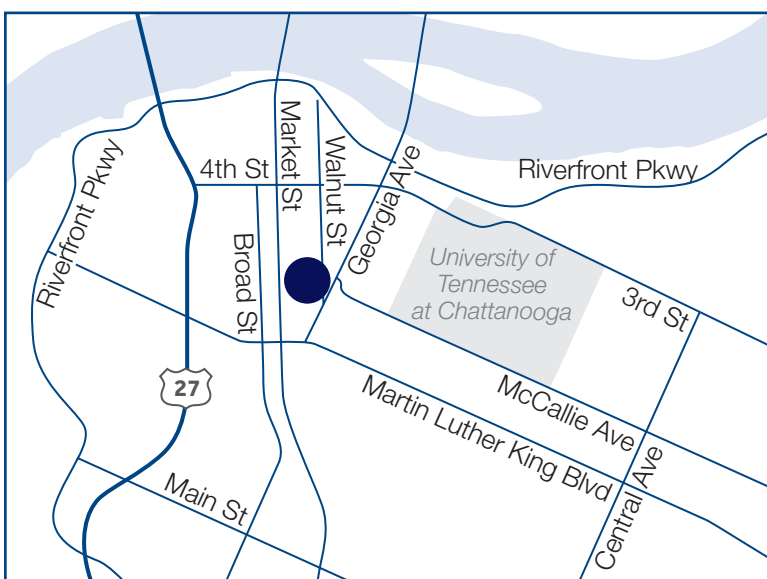 Riverfront Pkwy
4th St
Market St
Walnut St
Georgia Ave
Riverfront Pkwy
Broad St
University of
Tennessee
at Chattanooga
3rd St
27
McCallie Ave
Martin Luther King Blvd
Central Ave
Main St